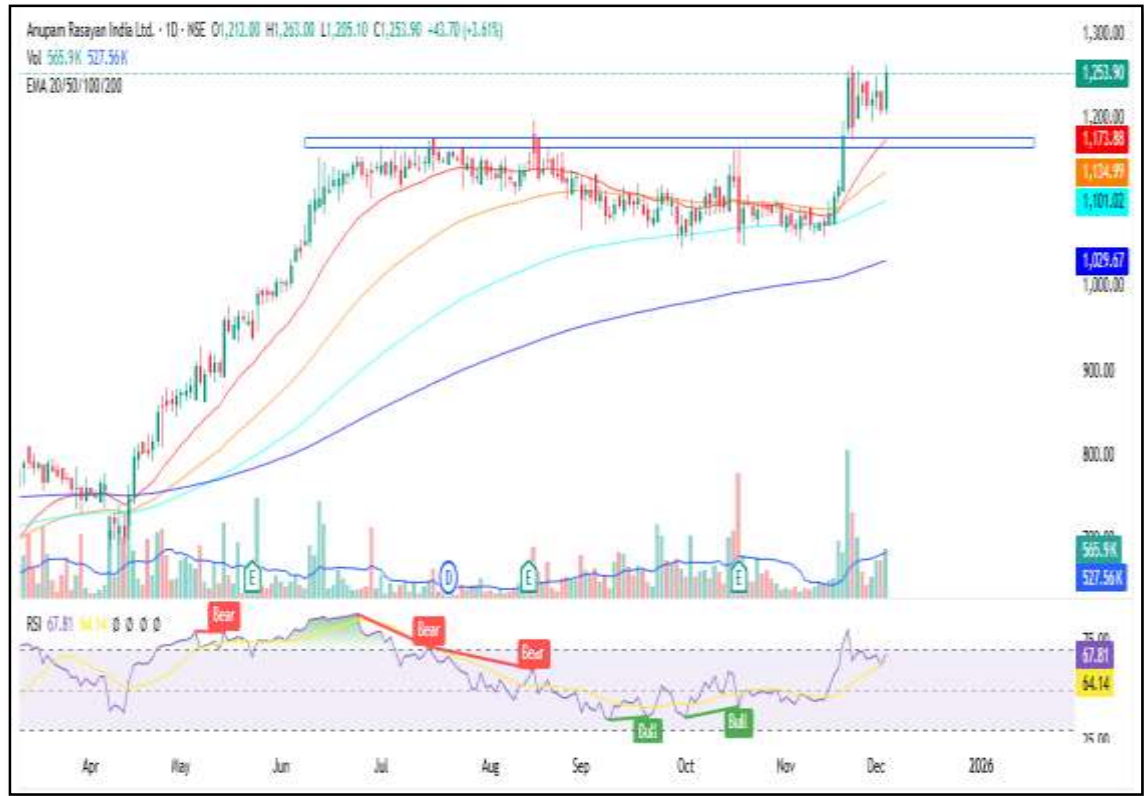 Anupam Rasayan India Ltd. · 1D · NSE O1,212.00 H1,263.00 L1,205.10 C1,253.90 +43.70 (+3.61%)
Vol 565.9K 527.56K
EMA 20/50/100/200
1,300.00
1,253.90
1,200.00
1,173.88
1,134.99
1,101.02
1,029.67
1,000.00
900.00
800.00
565.9K
527.56K
E D E E
RSI 67.81 64.14 Ø Ø Ø Ø
Bear
Bear
Bear
Bull
Bull
75.00
67.81
64.14
25.00
Apr May Jun Jul Aug Sep Oct Nov Dec 2026